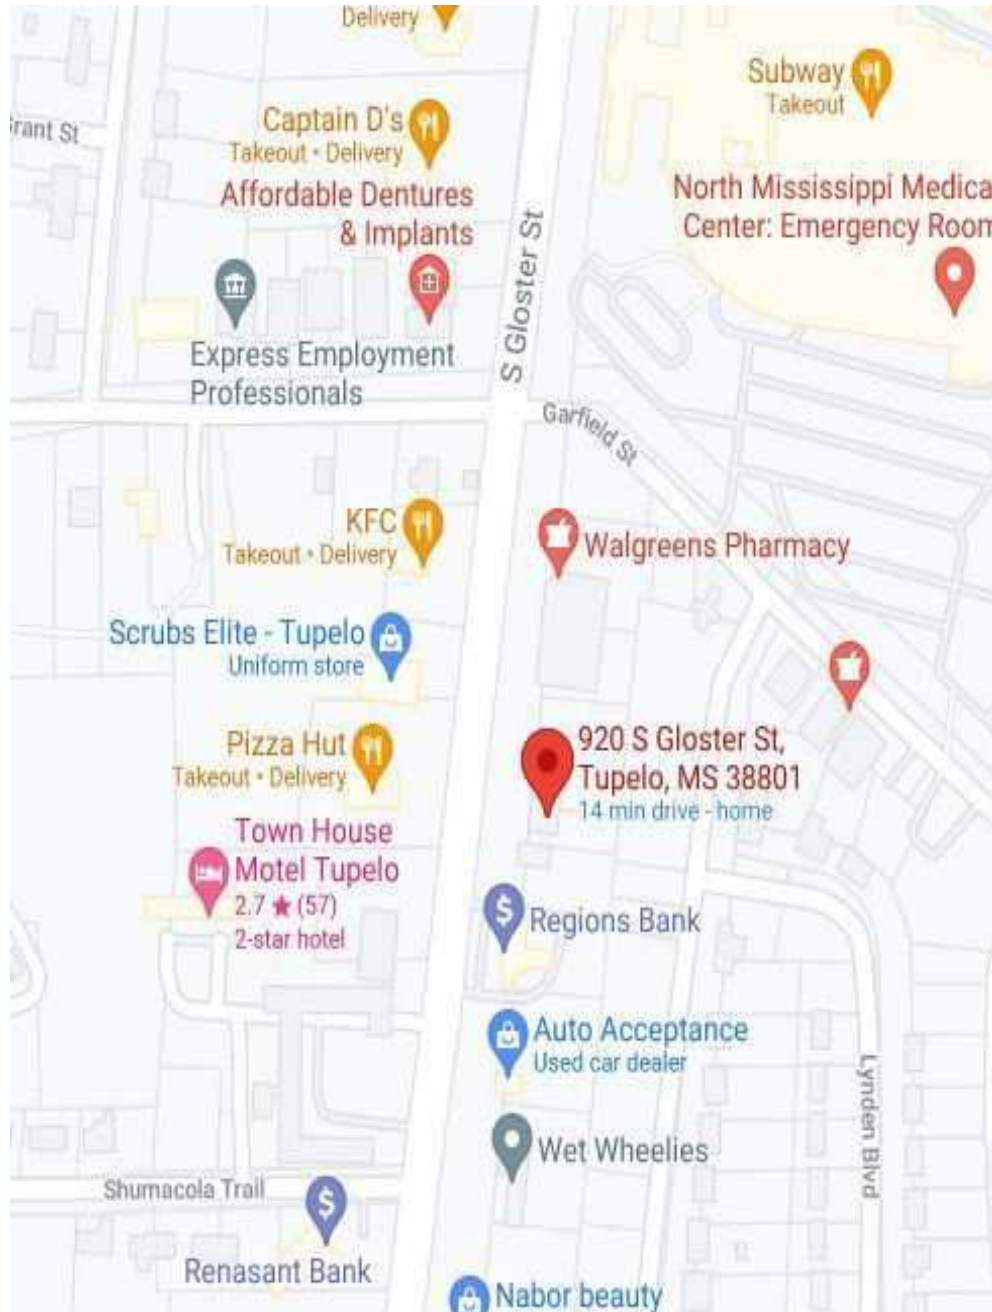 Delivery
Subway
Takeout
Captain D's
Takeout • Delivery
rant St
Affordable Dentures
& Implants
North Mississippi Medica
Center: Emergency Room
S Gloster St
Express Employment
Professionals
Garfield St
KFC
Takeout • Delivery
Walgreens Pharmacy
Scrubs Elite - Tupelo
Uniform store
Pizza Hut
Takeout • Delivery
920 S Gloster St,
Tupelo, MS 38801
14 min drive - home
Town House
Motel Tupelo
2.7 ★ (57)
2-star hotel
Regions Bank
Auto Acceptance
Used car dealer
Lynden Blvd
Wet Wheelies
Shumacola Trail
Renasant Bank
Nabor beauty